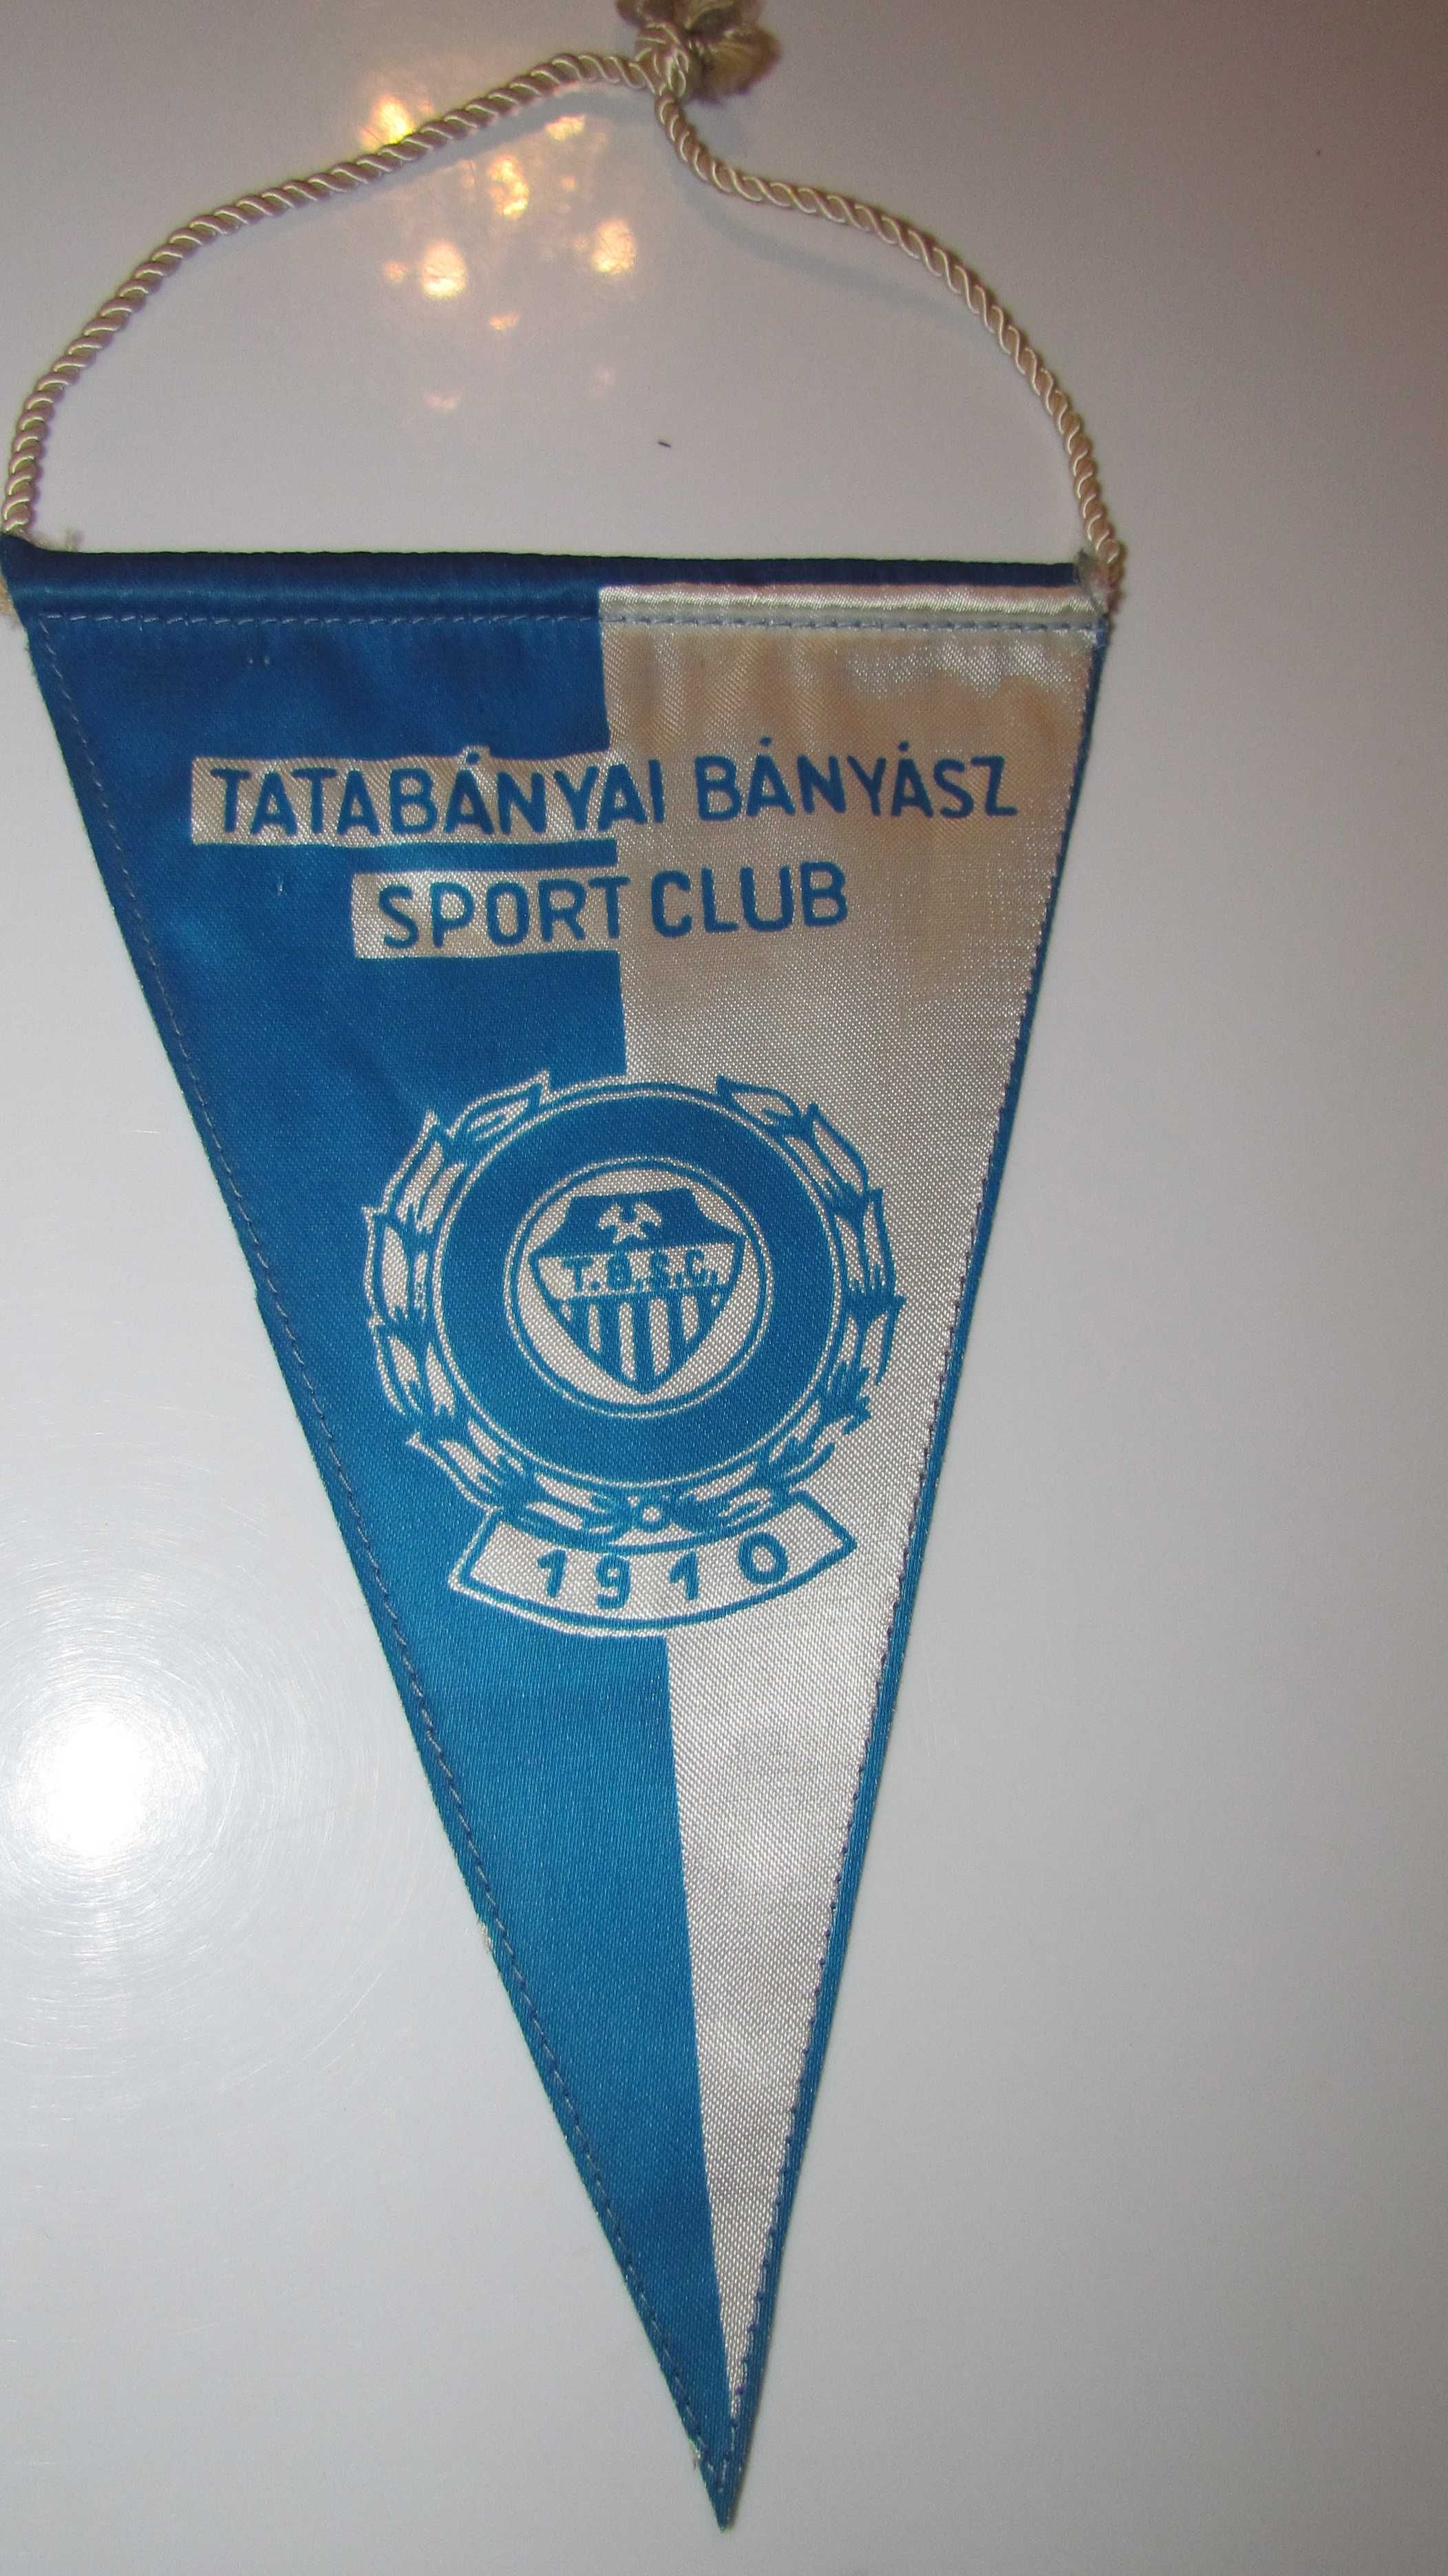 TATABÁNYAI BÁNYÁSZ
SPORT CLUB
T.B.S.C.
1910